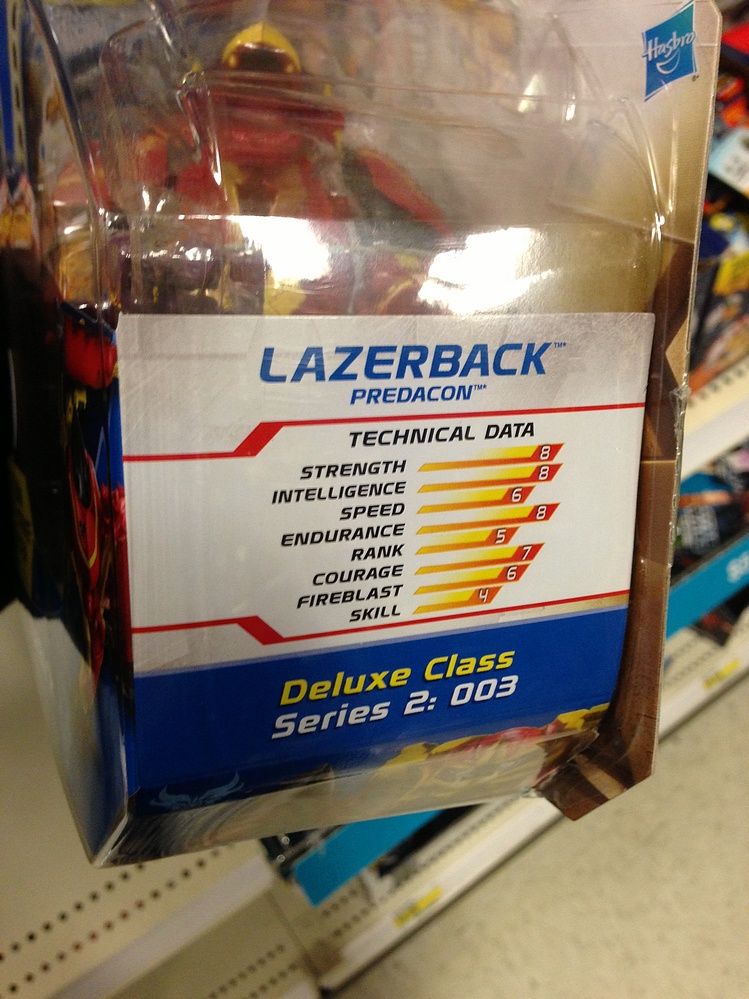 Hasbro
LAZERBACK™*
PREDACON™*
TECHNICAL DATA
STRENGTH 8
INTELLIGENCE 8
SPEED 6
ENDURANCE 8
RANK 5
COURAGE 7
FIREBLAST 6
SKILL 4
Deluxe Class
Series 2: 003